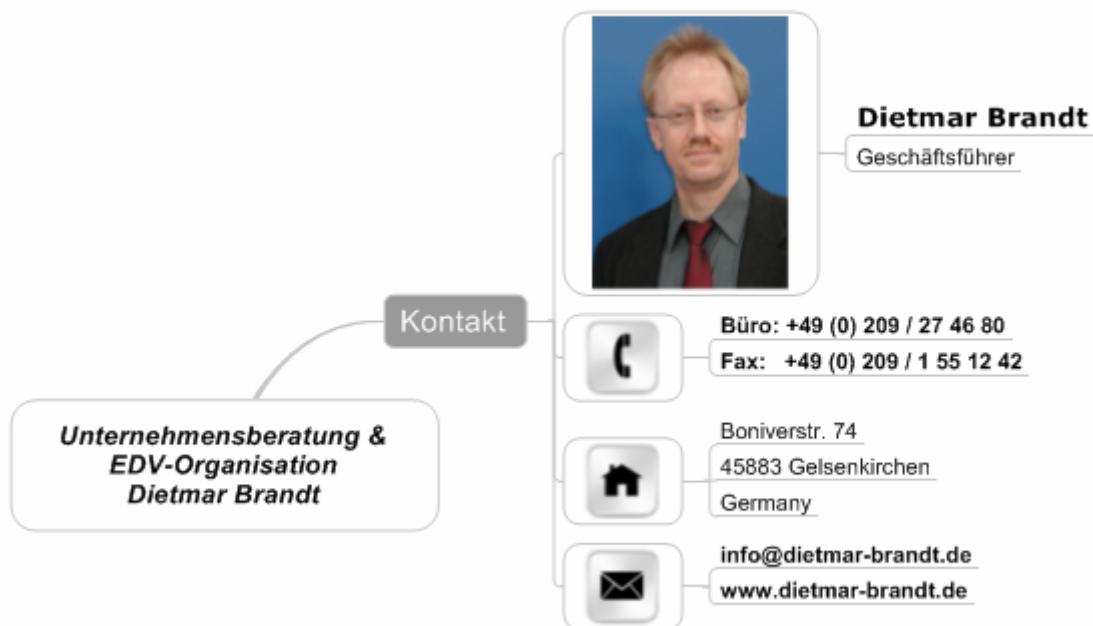 Dietmar Brandt
Geschäftsführer
Kontakt
Büro: +49 (0) 209 / 27 46 80
Fax: +49 (0) 209 / 1 55 12 42
Unternehmensberatung &
EDV-Organisation
Dietmar Brandt
Boniverstr. 74
45883 Gelsenkirchen
Germany
info@dietmar-brandt.de
www.dietmar-brandt.de